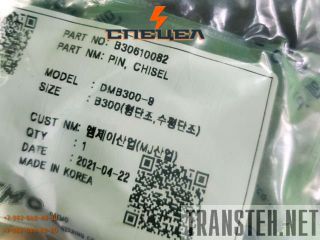 СПЕЦСЛ
PART NO: B30610082
PART NM: PIN, CHISEL
MODEL : DMB300-B
SIZE : B300(형단조,수평단조)
CUST NM: 엠제이산업(MJ산업)
QTY : 1
DATE : 2021-04-22
MADE IN KOREA
TRANSTEH.NET